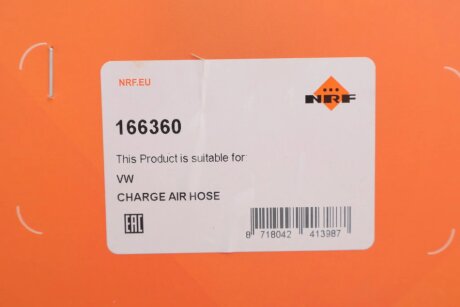 NRF.EU
NRF
166360
This Product is suitable for
VW
CHARGE AIR HOSE
EAC
8 718042 413987